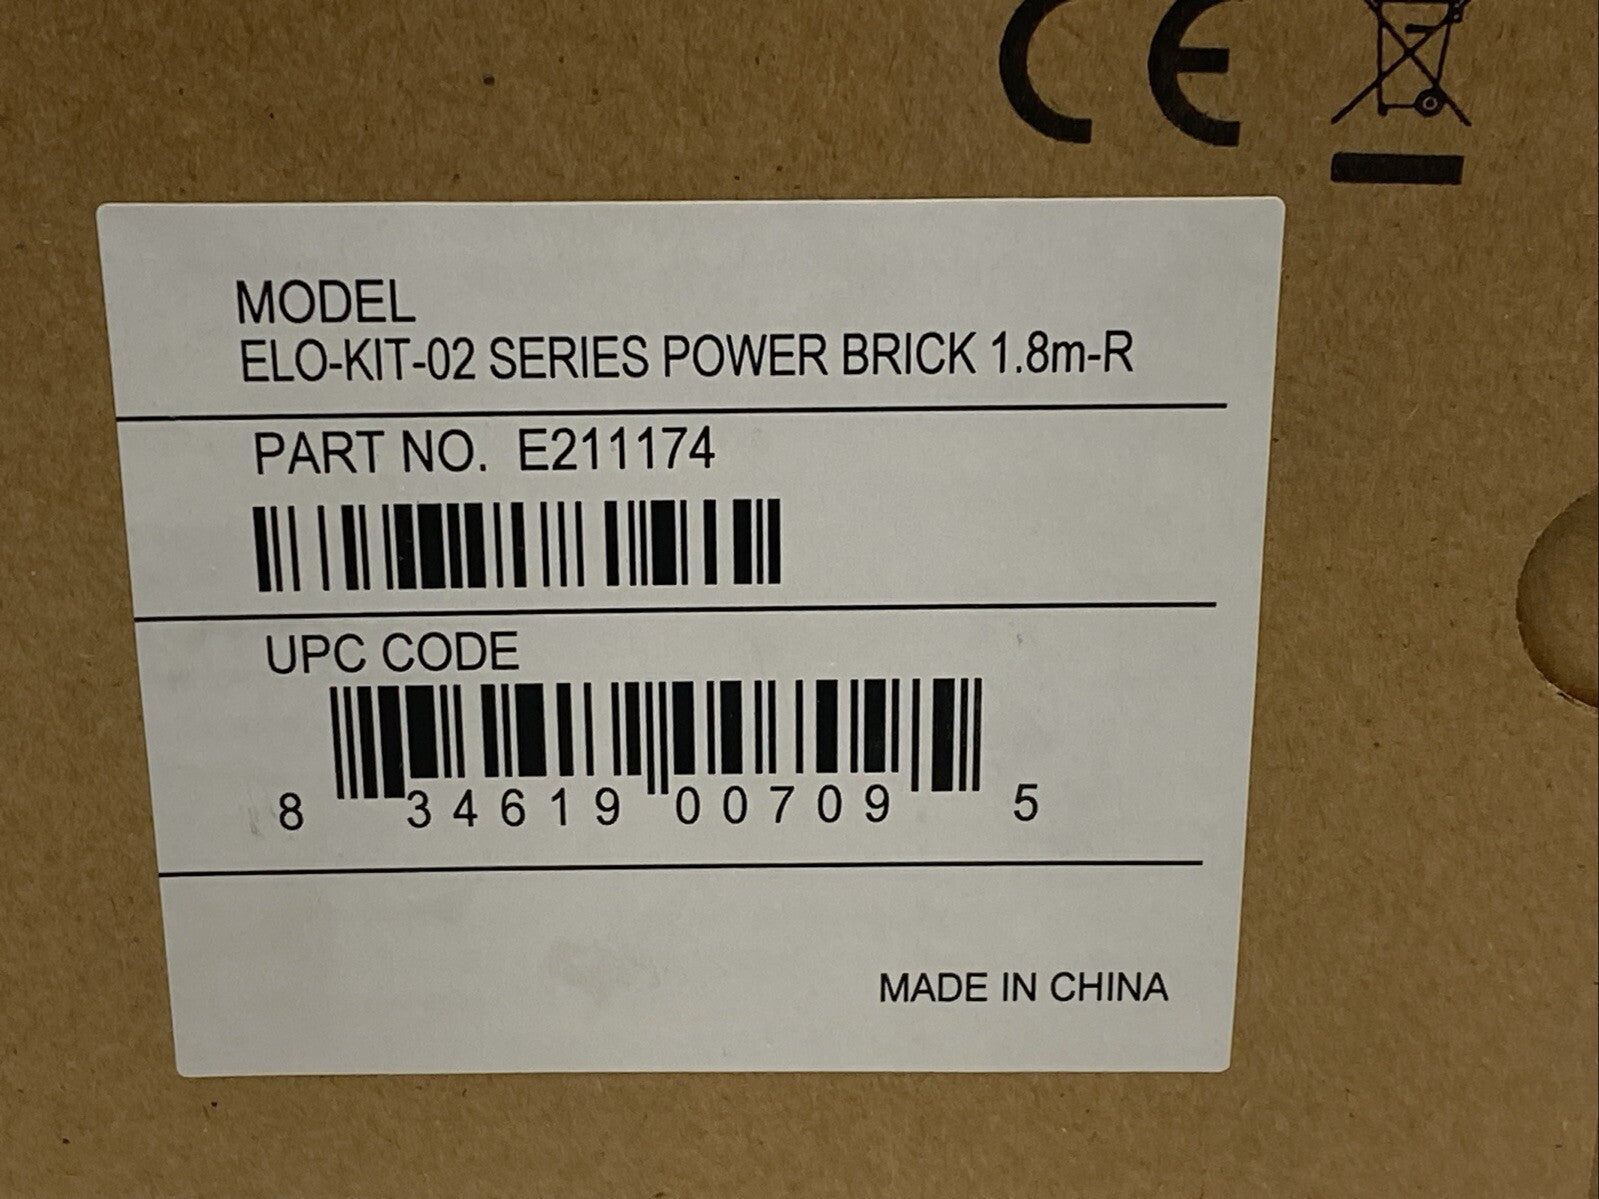 CE
MODEL
ELO-KIT-02 SERIES POWER BRICK 1.8m-R
PART NO. E211174
UPC CODE
8 34619 00709 5
MADE IN CHINA